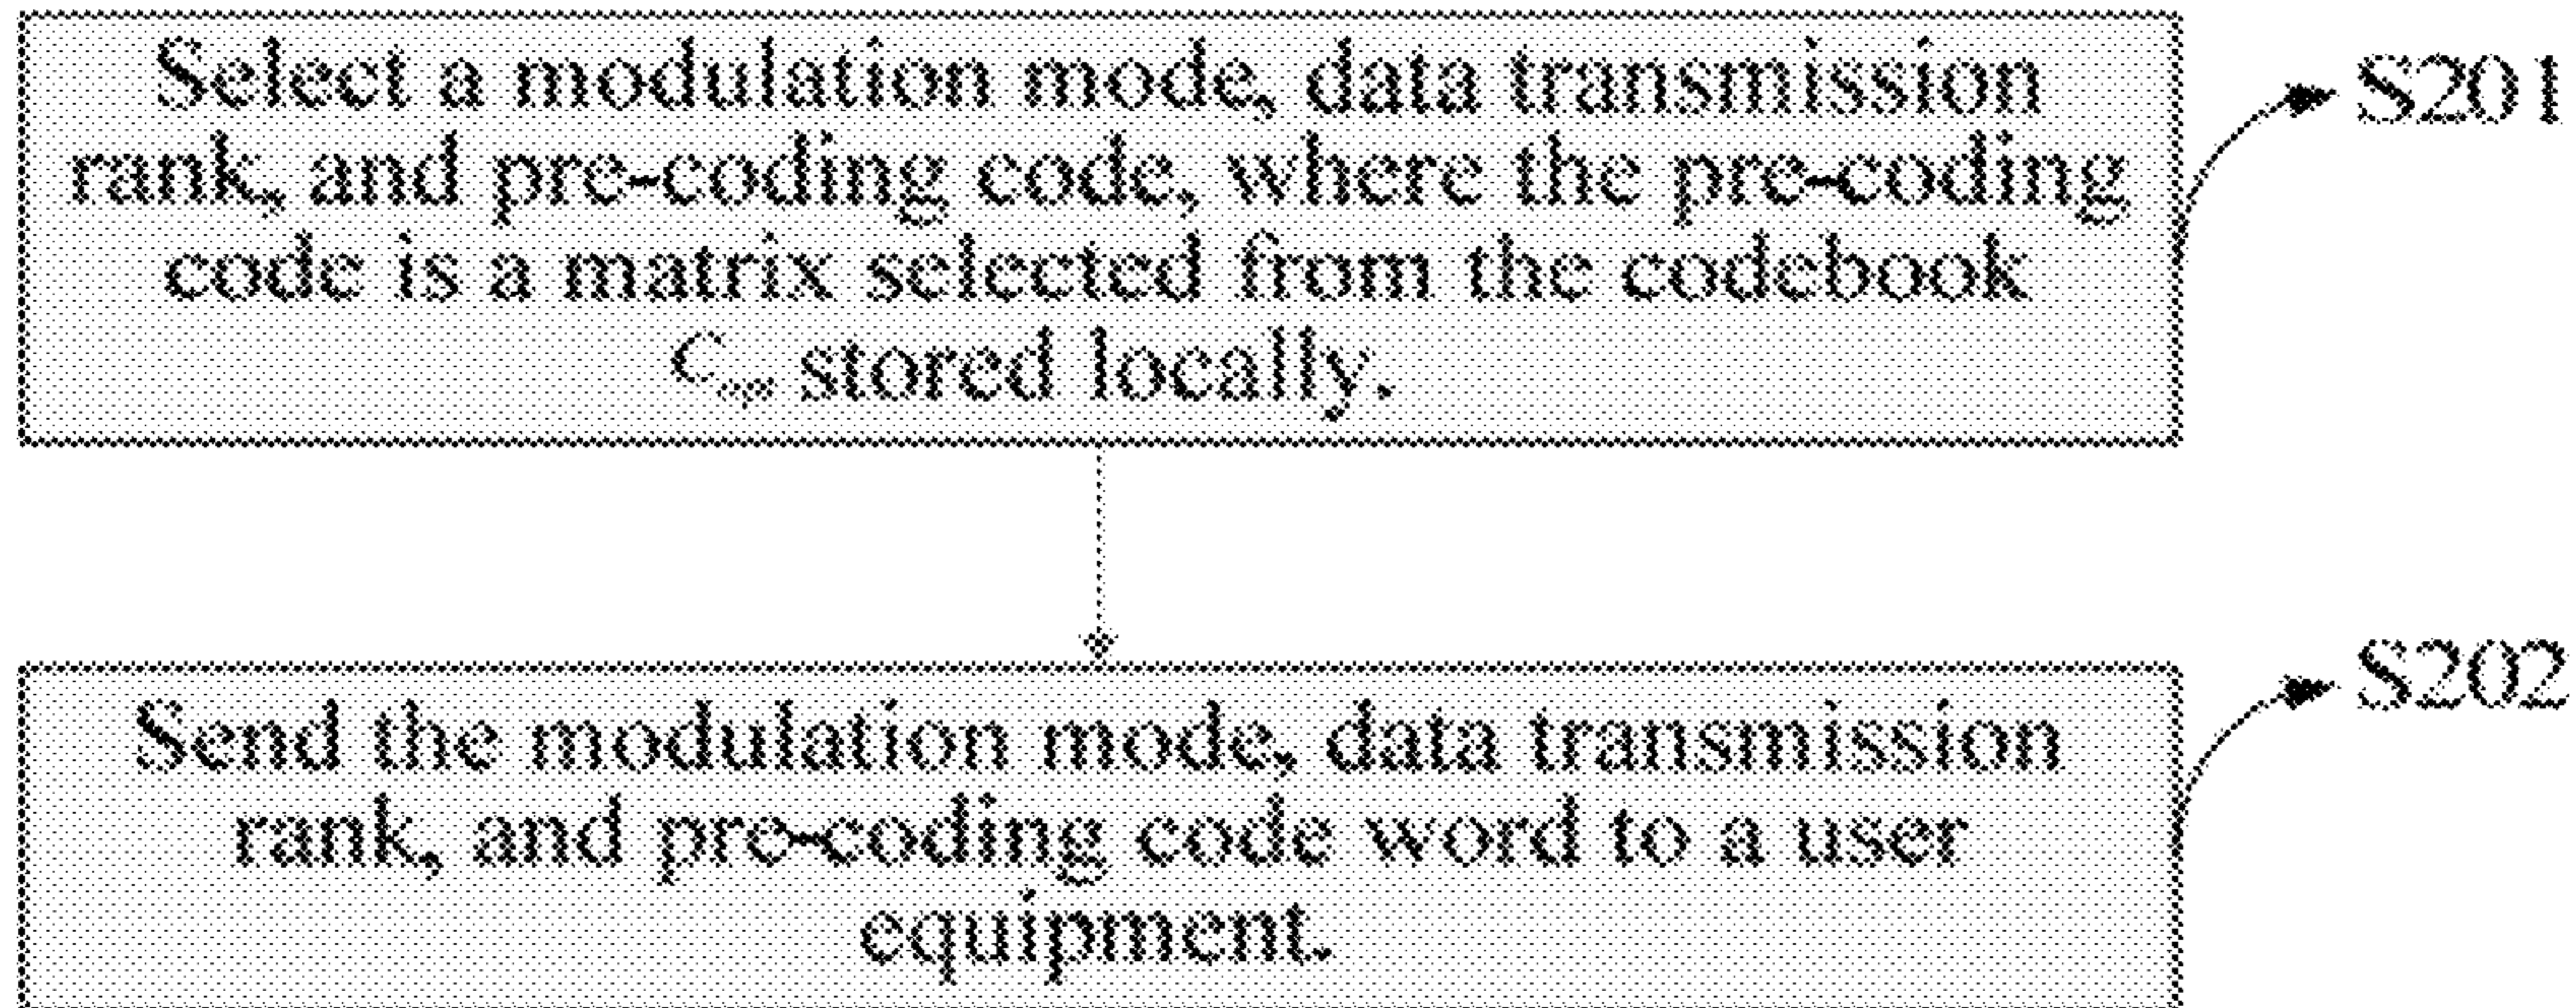 Select a modulation mode, data transmission
rank, and pre-coding code, where the pre-coding
code is a matrix selected from the codebook
C stored locally.
S201
Send the modulation mode, data transmission
rank, and pre-coding code word to a user
equipment.
S202